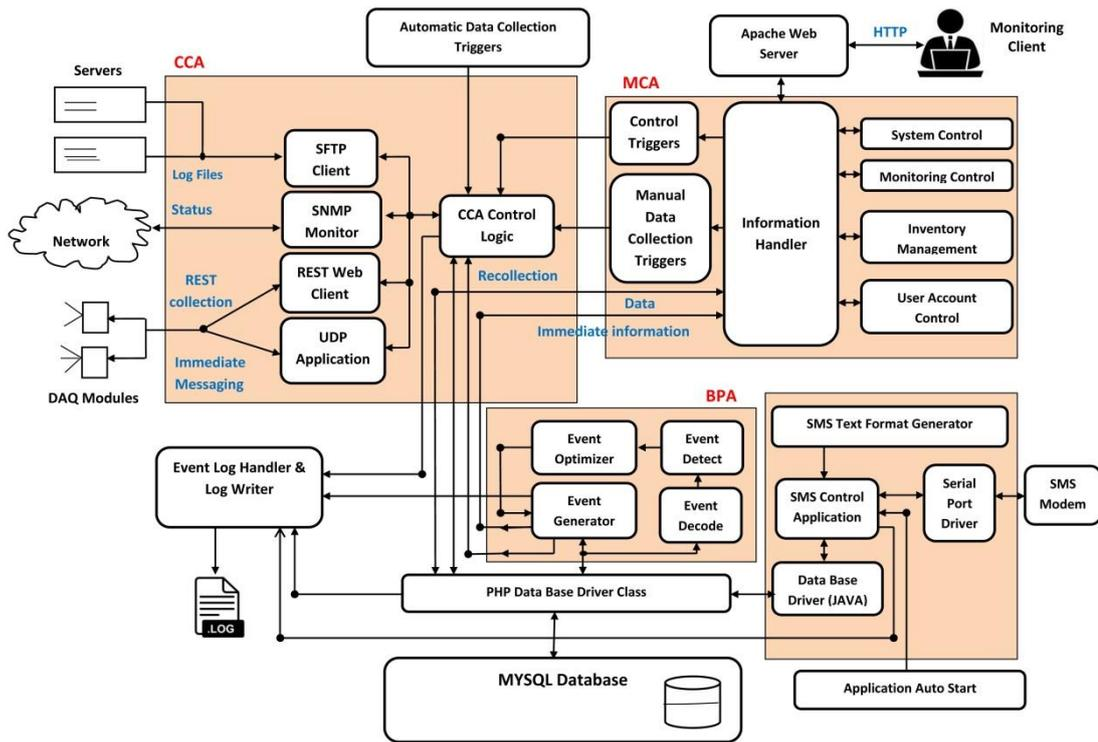 Automatic Data Collection
Triggers
Apache Web
Server
HTTP
Monitoring
Client
Servers
CCA
MCA
Control
Triggers
System Control
SFTP
Client
Log Files
Monitoring Control
Manual
Data
Collection
Triggers
Information
Handler
Status
SNMP
Monitor
CCA Control
Logic
Network
Inventory
Management
REST
collection
REST Web
Client
Recollection
Data
User Account
Control
UDP
Application
Immediate information
Immediate
Messaging
DAQ Modules
BPA
SMS Text Format Generator
Event
Optimizer
Event
Detect
Event Log Handler &
Log Writer
SMS Control
Application
Serial
Port
Driver
SMS
Modem
Event
Generator
Event
Decode
PHP Data Base Driver Class
Data Base
Driver (JAVA)
.LOG
MYSQL Database
Application Auto Start